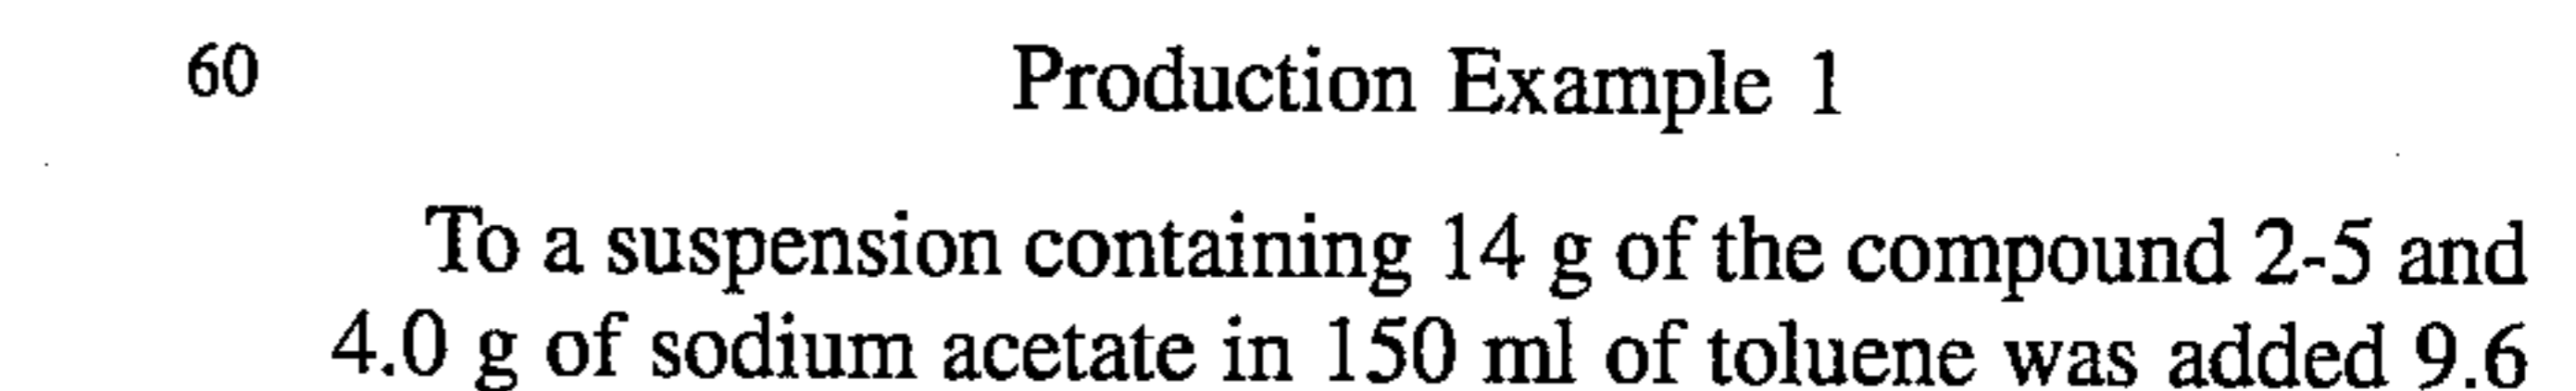 60 Production Example 1
To a suspension containing 14 g of the compound 2-5 and
4.0 g of sodium acetate in 150 ml of toluene was added 9.6